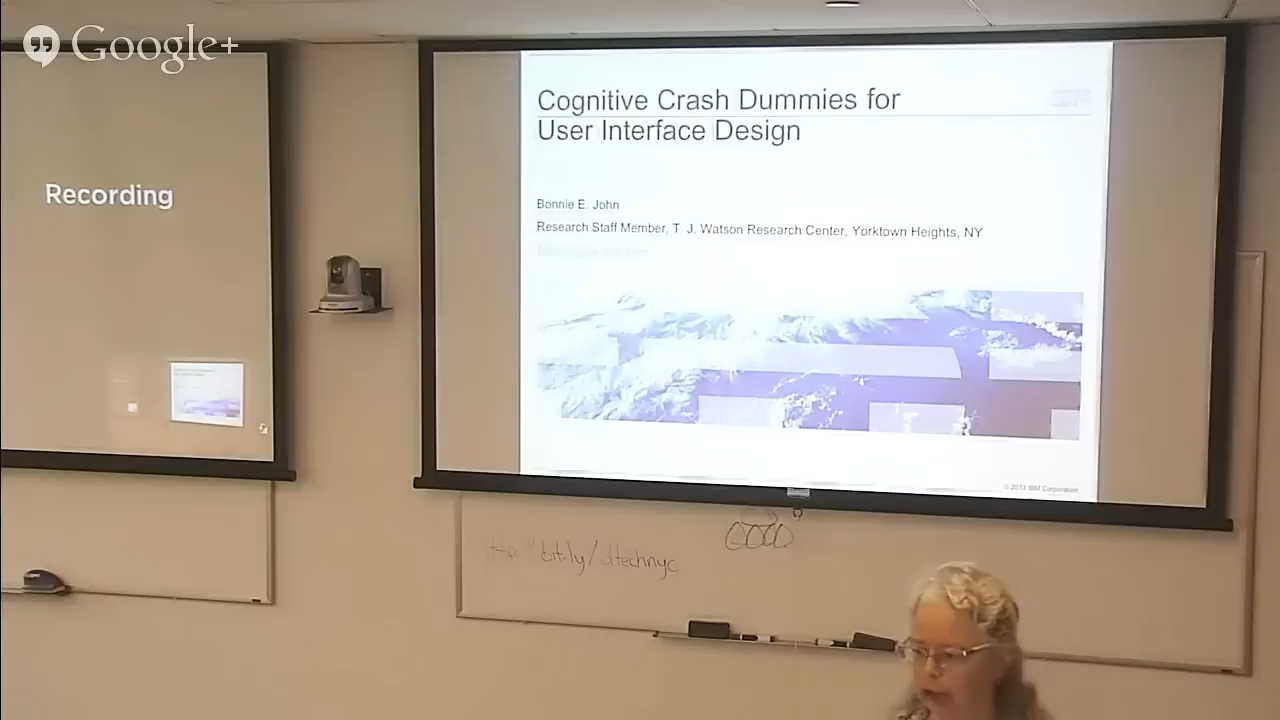 Google+
Recording
Cognitive Crash Dummies for
User Interface Design
Bonnie E. John
Research Staff Member, T. J. Watson Research Center, Yorktown Heights, NY
© 2013 IBM Corporation
bit.ly/dtechnyc